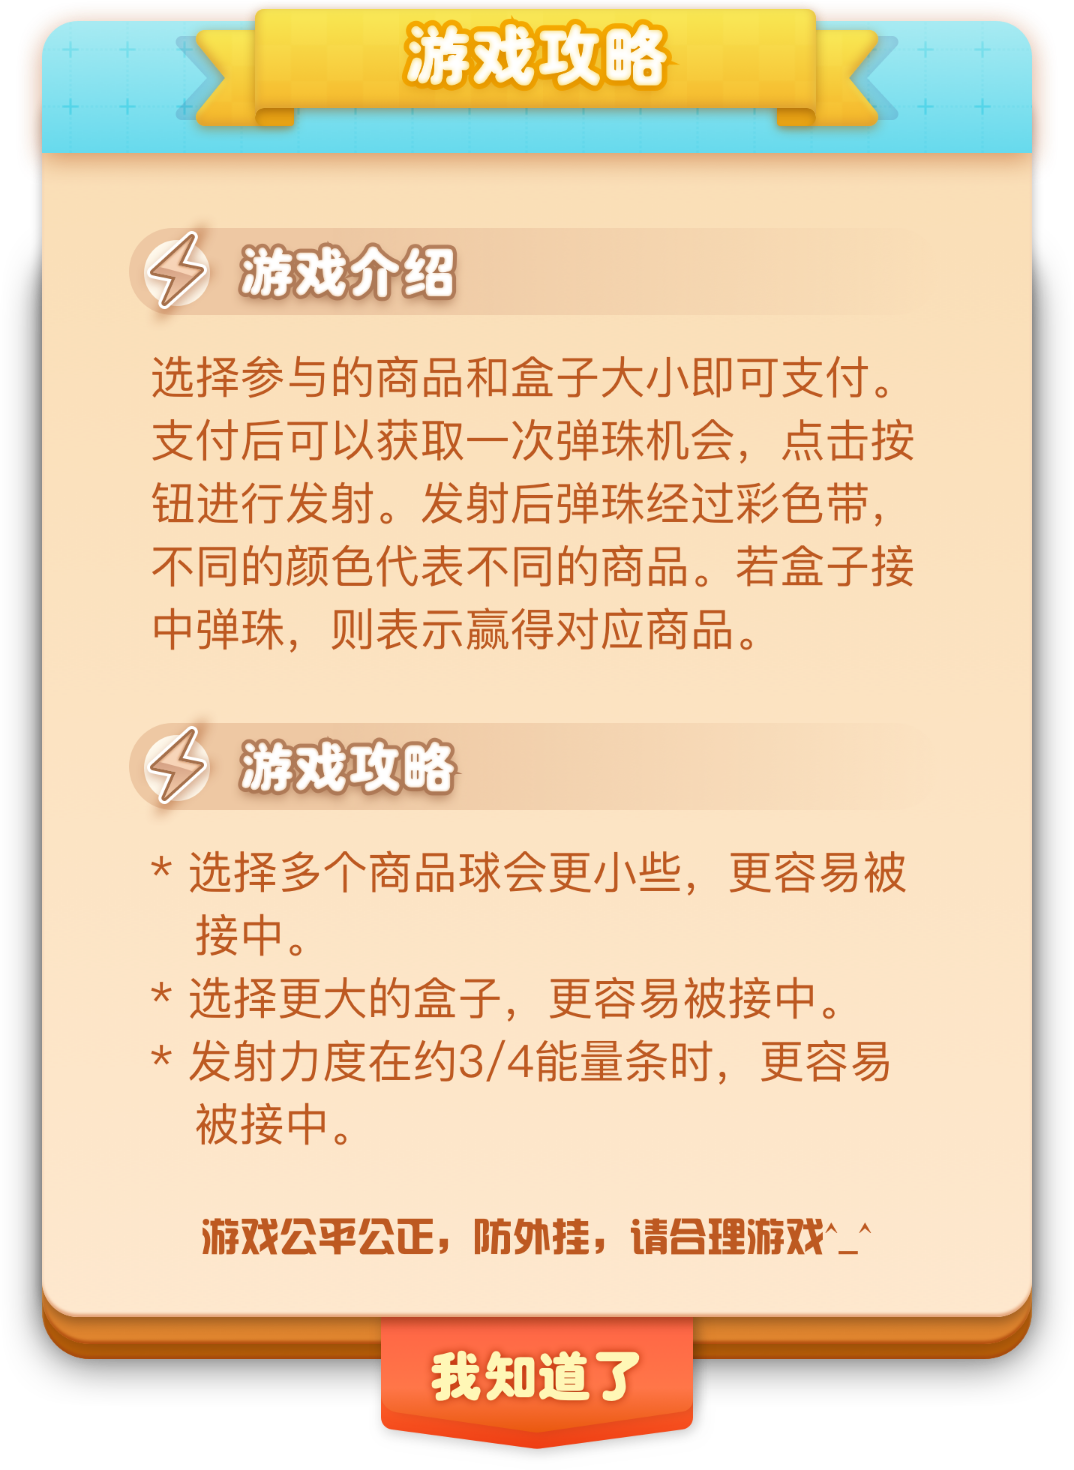 游戏攻略
游戏介绍
选择参与的商品和盒子大小即可支付。
支付后可以获取一次弹珠机会，点击按
钮进行发射。发射后弹珠经过彩色带，
不同的颜色代表不同的商品。若盒子接
中弹珠，则表示赢得对应商品。
游戏攻略
* 选择多个商品球会更小些，更容易被
接中。
* 选择更大的盒子，更容易被接中。
* 发射力度在约3/4能量条时，更容易
被接中。
游戏公平公正，防外挂，请合理游戏^_^
我知道了